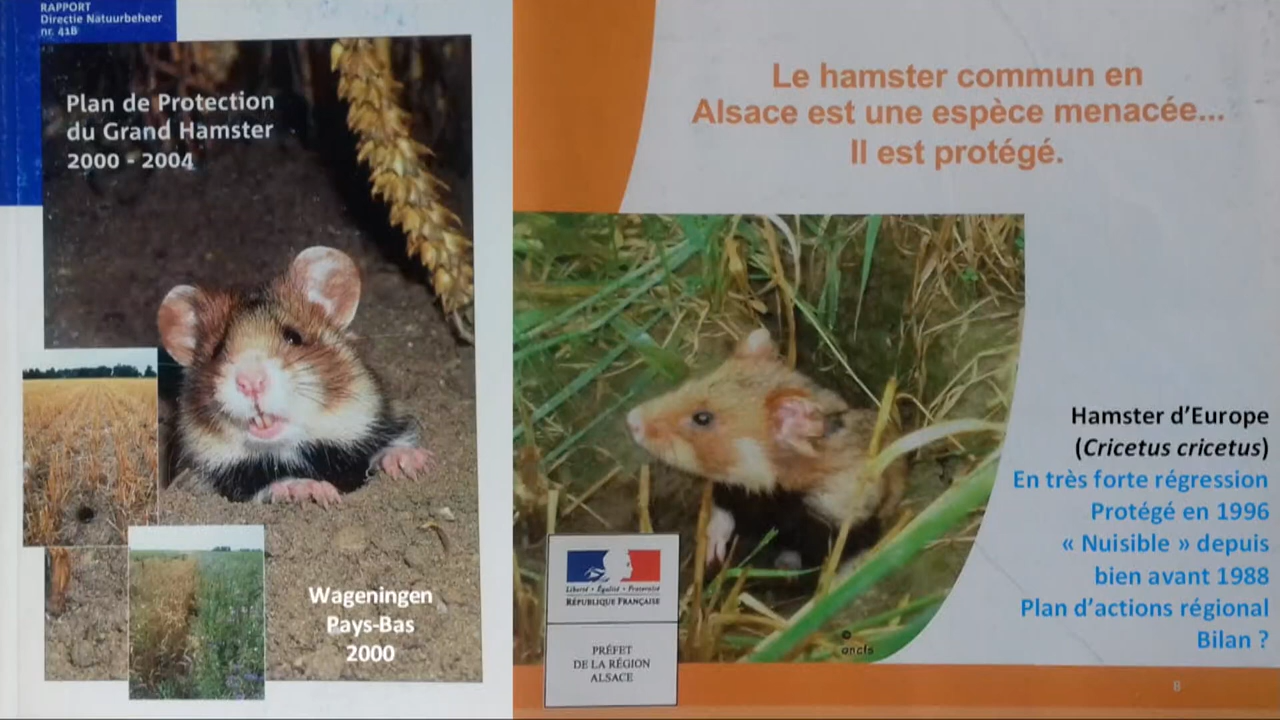 RAPPORT
Directie Natuurbeheer
nr. 41B
Plan de Protection
du Grand Hamster
2000 - 2004
Wageningen
Pays-Bas
2000
Le hamster commun en
Alsace est une espèce menacée...
Il est protégé.
Hamster d’Europe
(Cricetus cricetus)
En très forte régression
Protégé en 1996
« Nuisible » depuis
bien avant 1988
Plan d’actions régional
Bilan ?
Liberté • Égalité • Fraternité
RÉPUBLIQUE FRANÇAISE
PRÉFET
DE LA RÉGION
ALSACE
© oncfs
8